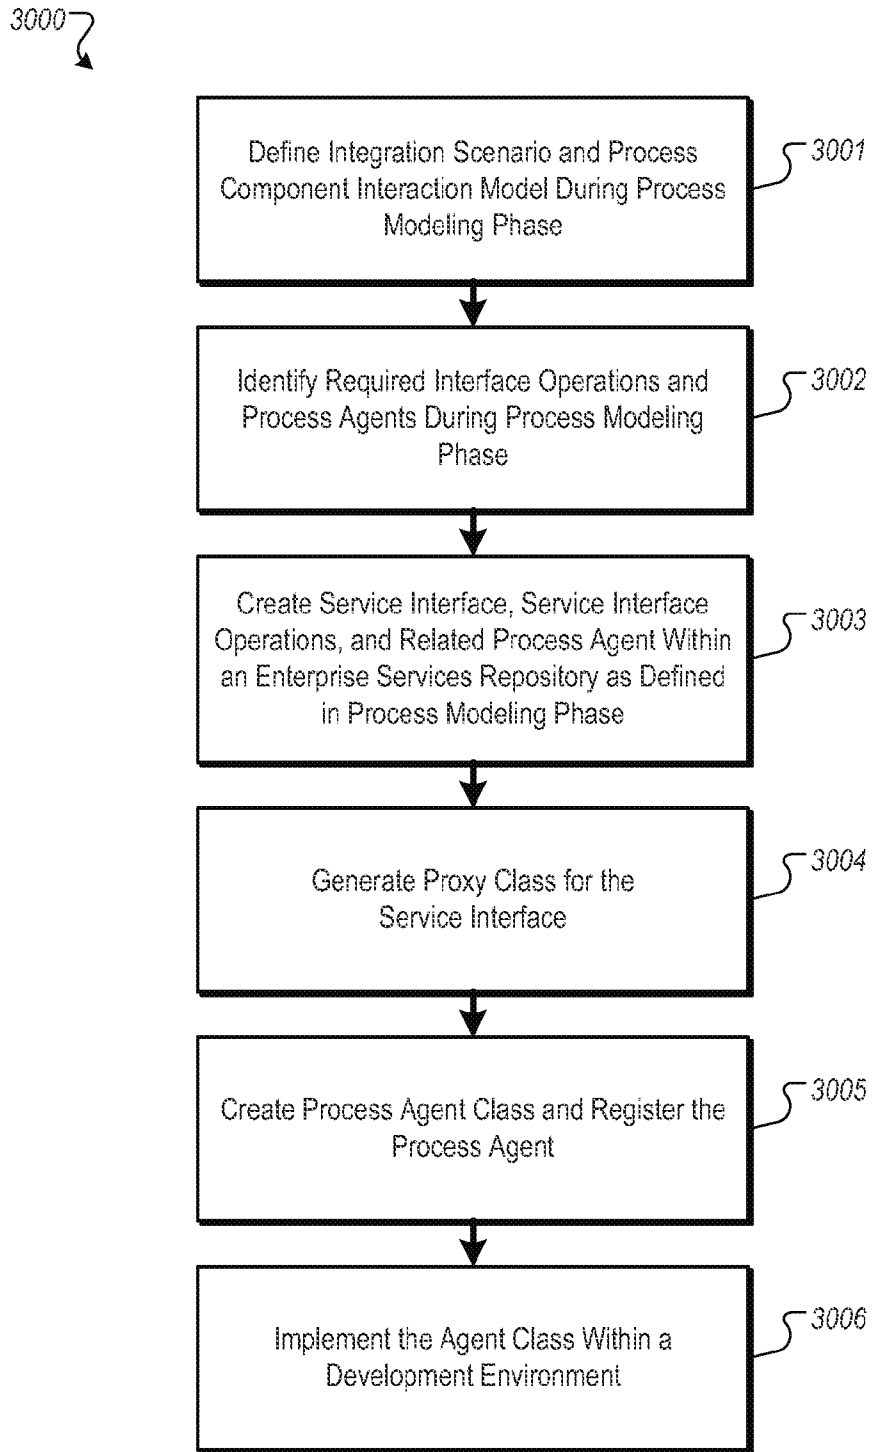 3000
Define Integration Scenario and Process
Component Interaction Model During Process
Modeling Phase
3001
Identify Required Interface Operations and
Process Agents During Process Modeling
Phase
3002
Create Service Interface, Service Interface
Operations, and Related Process Agent Within
an Enterprise Services Repository as Defined
in Process Modeling Phase
3003
Generate Proxy Class for the
Service Interface
3004
Create Process Agent Class and Register the
Process Agent
3005
Implement the Agent Class Within a
Development Environment
3006